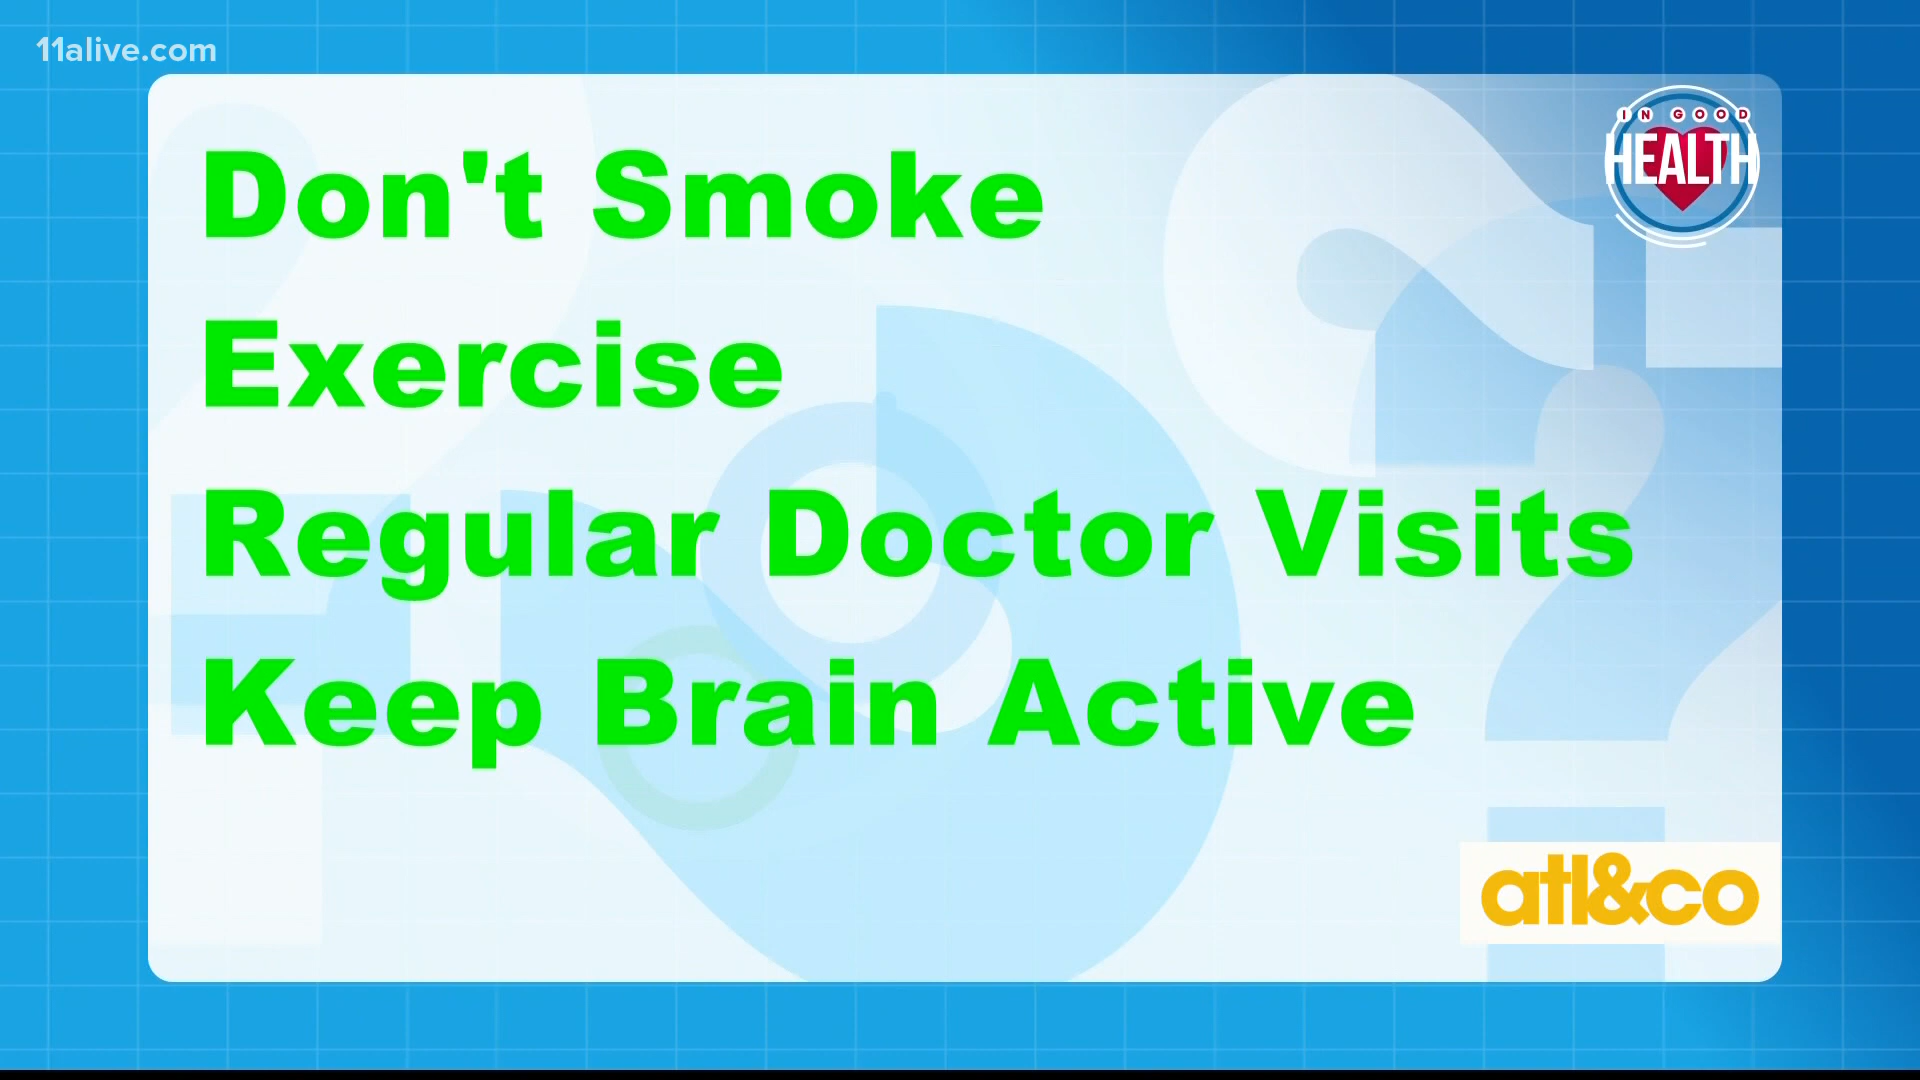 11alive.com
IN GOOD
HEALTH
Don't Smoke
Exercise
Regular Doctor Visits
Keep Brain Active
atl&co